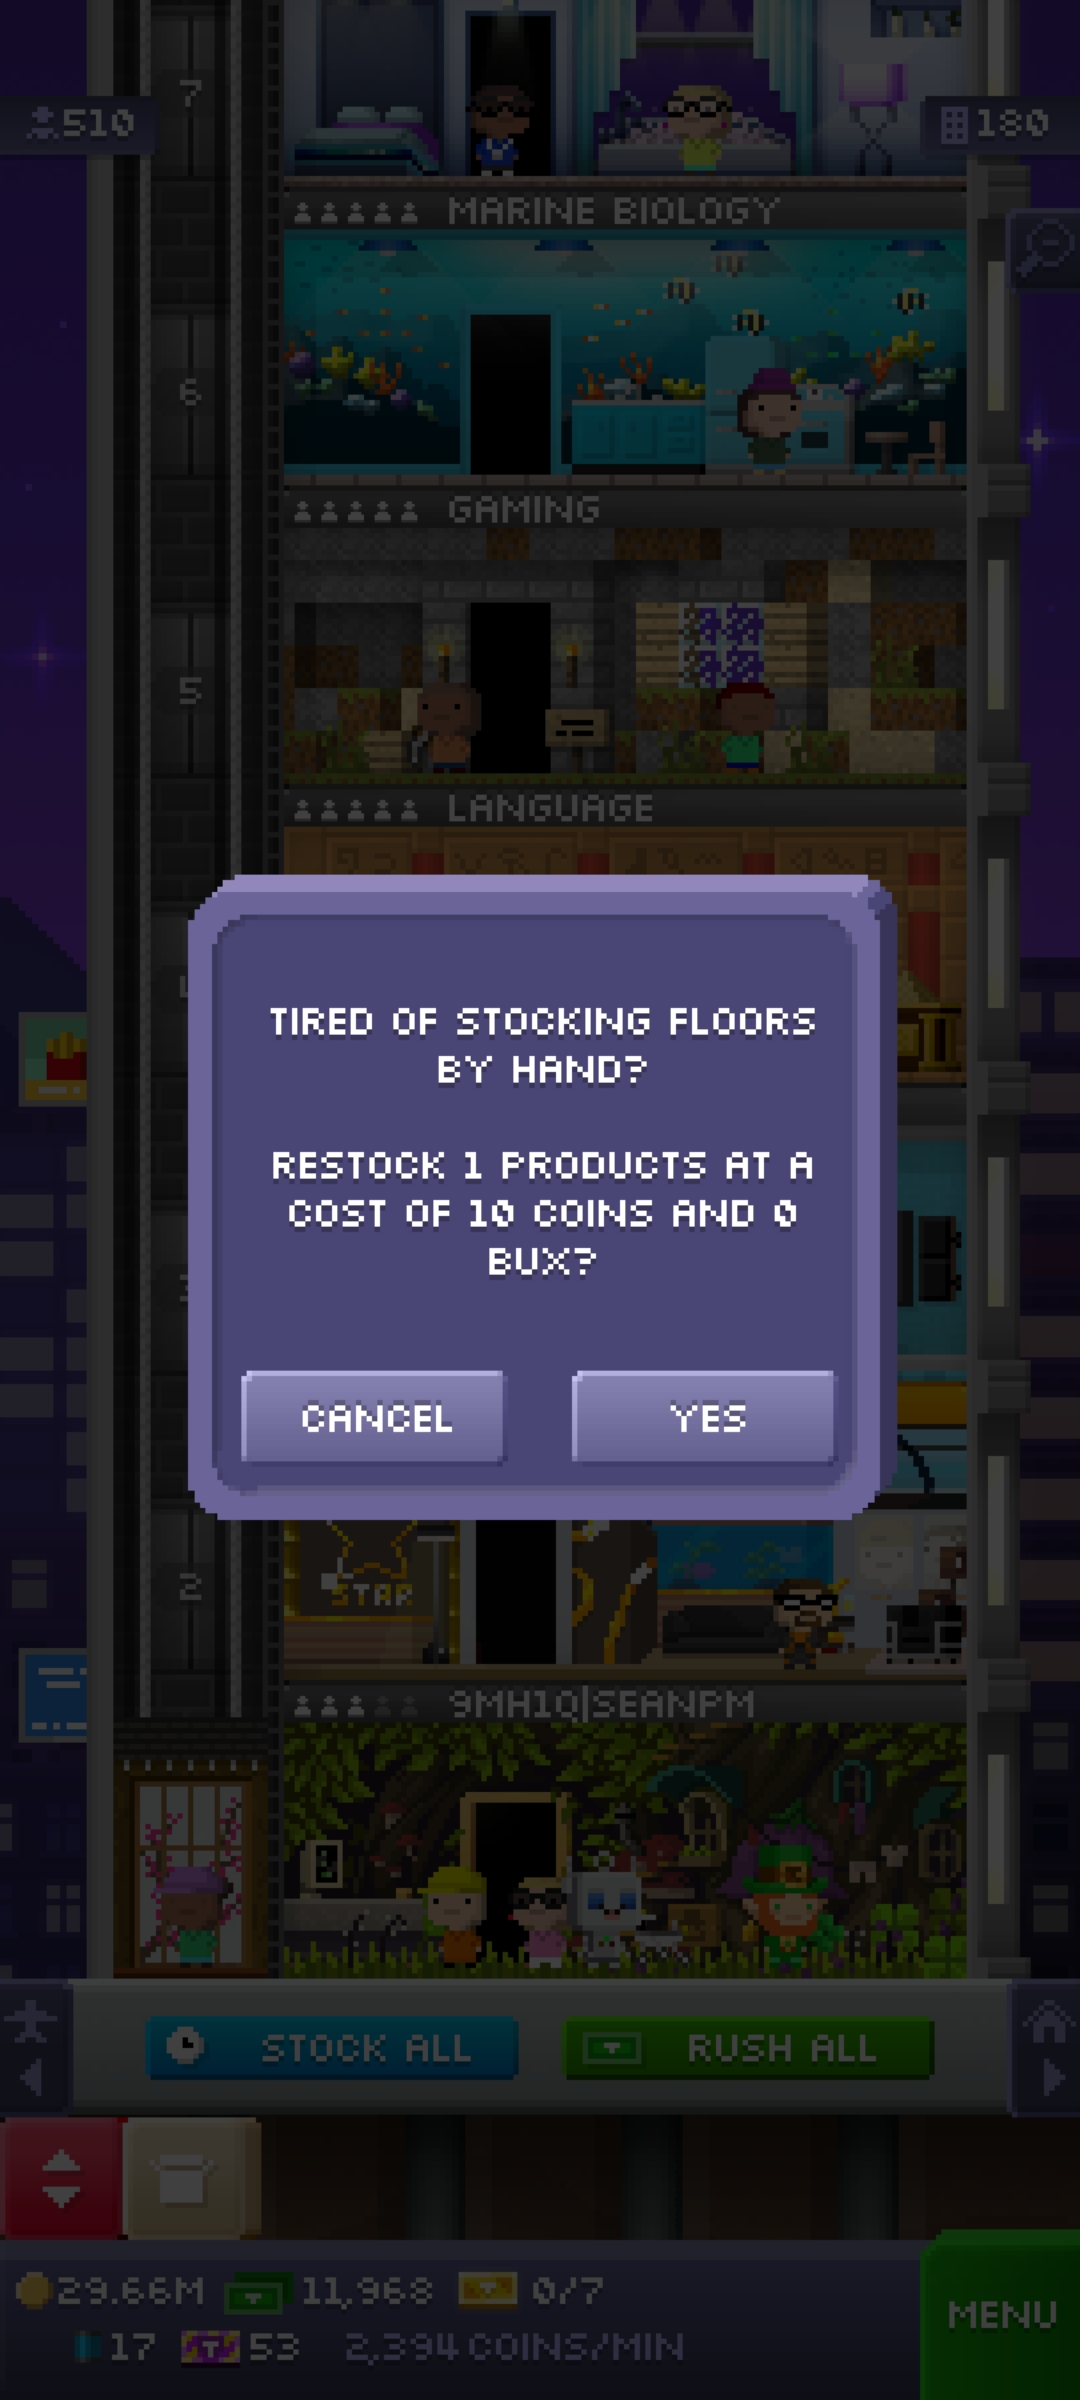 7
510
180
MARINE BIOLOGY
6
GAMING
5
LANGUAGE
TIRED OF STOCKING FLOORS
BY HAND?
RESTOCK 1 PRODUCTS AT A
COST OF 10 COINS AND 0
BUX?
CANCEL
YES
STAR
2
9MH1Q|SEANPM
STOCK ALL
RUSH ALL
29.66M
11,968
0/7
MENU
17
53
2,394 COINS/MIN